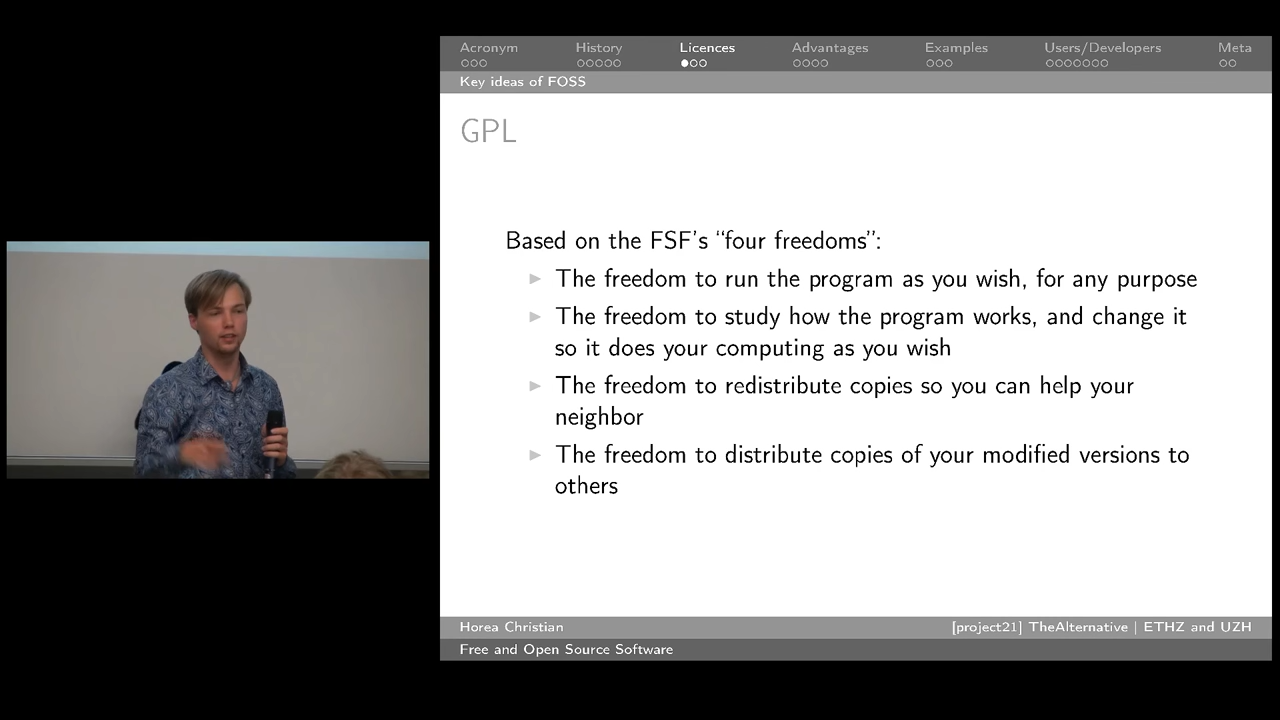 Acronym History Licences Advantages Examples Users/Developers Meta
Key ideas of FOSS
GPL
Based on the FSF's “four freedoms”:
The freedom to run the program as you wish, for any purpose
The freedom to study how the program works, and change it
so it does your computing as you wish
The freedom to redistribute copies so you can help your
neighbor
The freedom to distribute copies of your modified versions to
others
Horea Christian [project21] TheAlternative | ETHZ and UZH
Free and Open Source Software